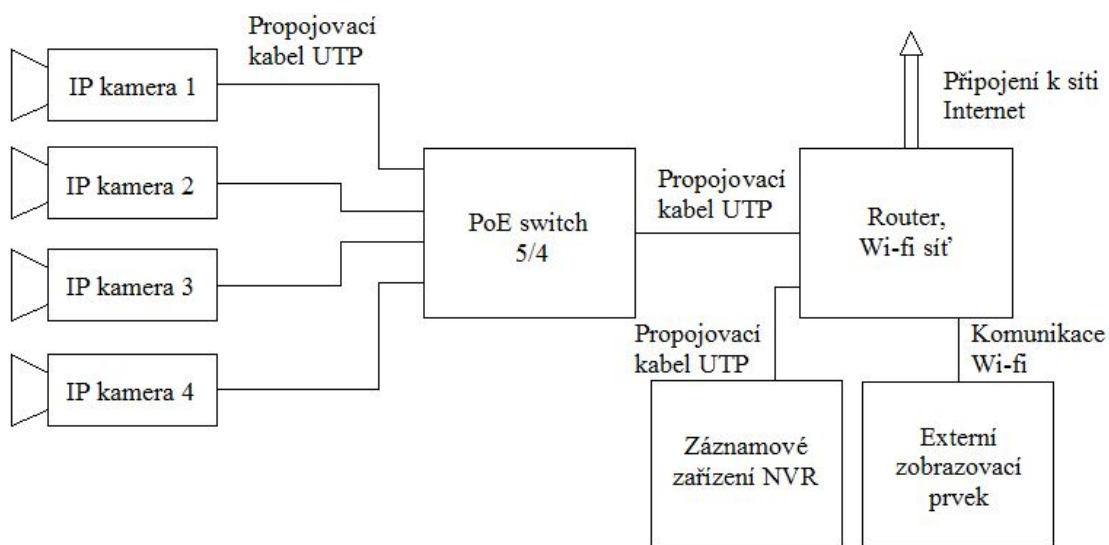 Propojovací
kabel UTP
IP kamera 1
IP kamera 2
IP kamera 3
IP kamera 4
PoE switch
5/4
Propojovací
kabel UTP
Připojení k síti
Internet
Router,
Wi-fi síť
Propojovací
kabel UTP
Komunikace
Wi-fi
Záznamové
zařízení NVR
Externí
zobrazovací
prvek